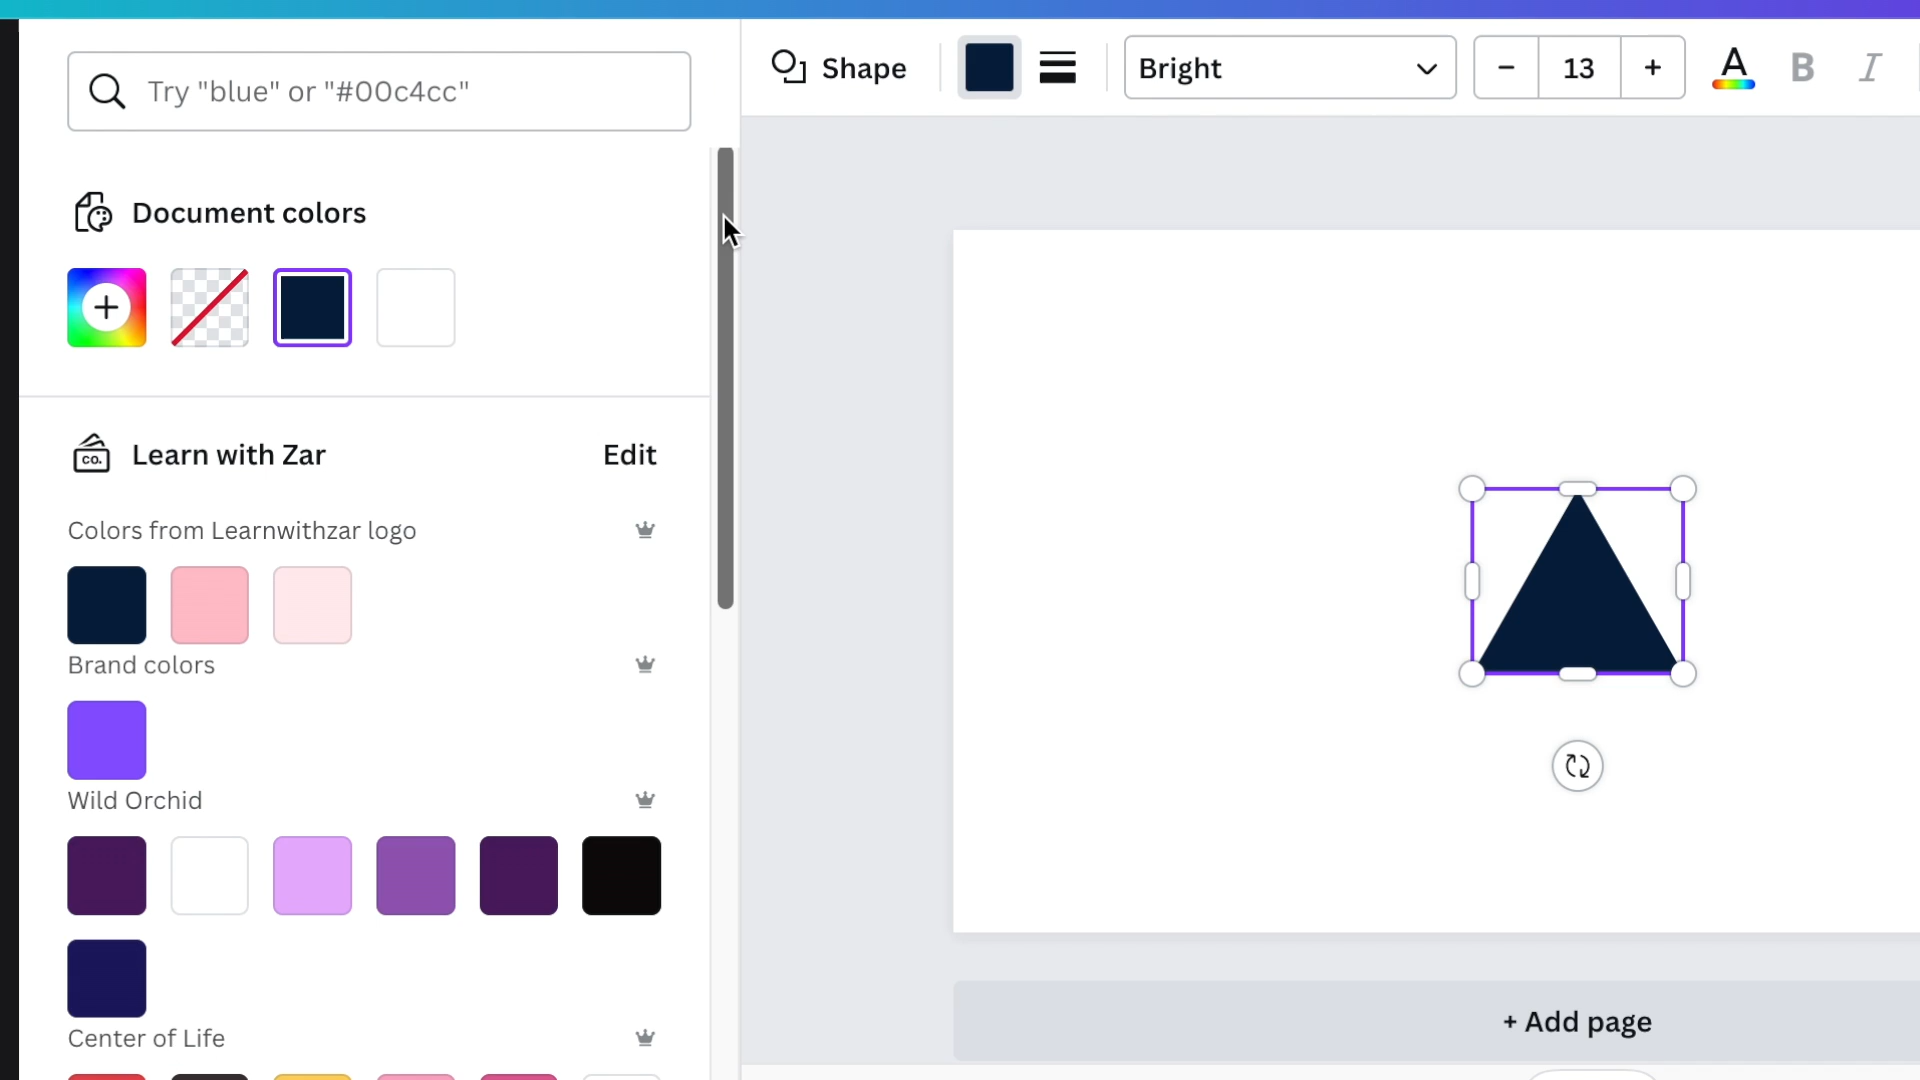 Try "blue" or "#00c4cc"
Shape
Bright
13
A
B
I
Document colors
co.
Learn with Zar
Edit
Colors from Learnwithzar logo
Brand colors
Wild Orchid
Center of Life
+ Add page